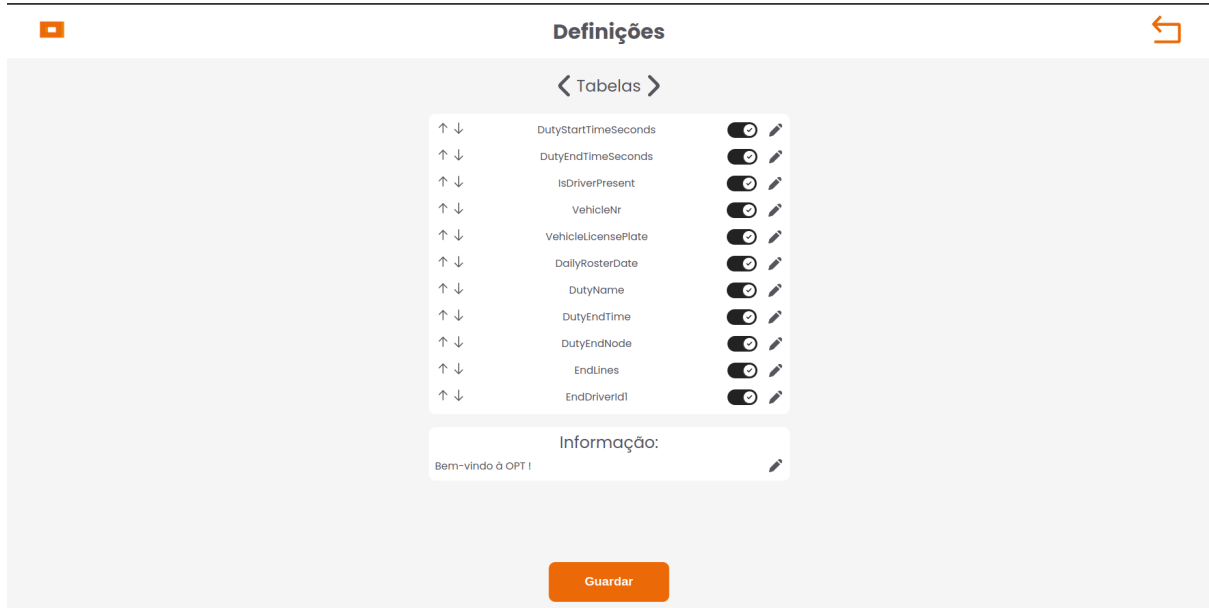 Definições
Tabelas
DutyStartTimeSeconds
DutyEndTimeSeconds
IsDriverPresent
VehicleNr
VehicleLicensePlate
DailyRosterDate
DutyName
DutyEndTime
DutyEndNode
EndLines
EndDriverId1
Informação:
Bem-vindo à OPT !
Guardar